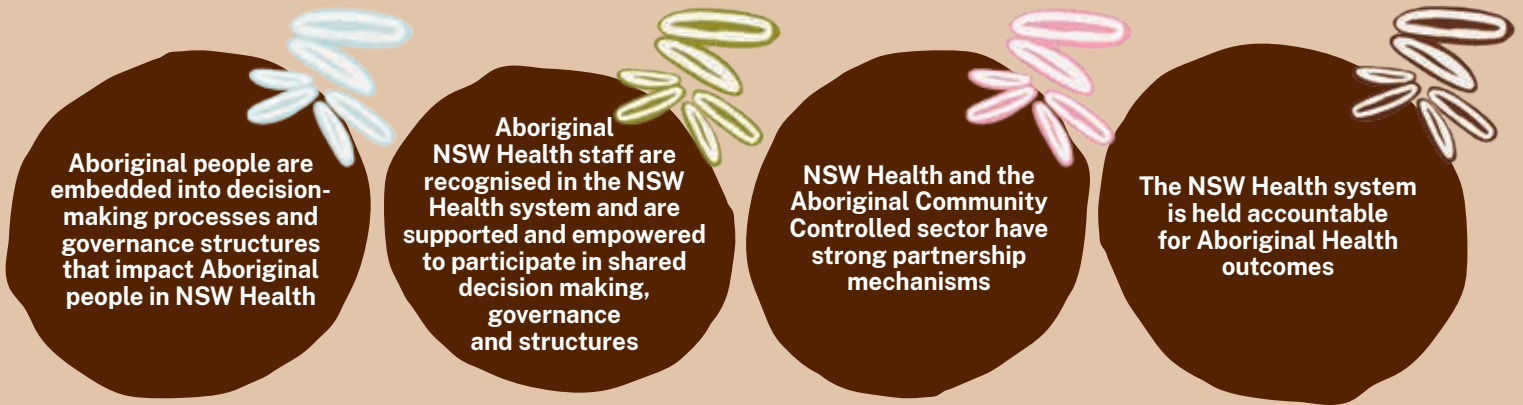 Aboriginal people are
embedded into decision-
making processes and
governance structures
that impact Aboriginal
people in NSW Health
Aboriginal
NSW Health staff are
recognised in the NSW
Health system and are
supported and empowered
to participate in shared
decision making,
governance
and structures
NSW Health and the
Aboriginal Community
Controlled sector have
strong partnership
mechanisms
The NSW Health system
is held accountable
for Aboriginal Health
outcomes